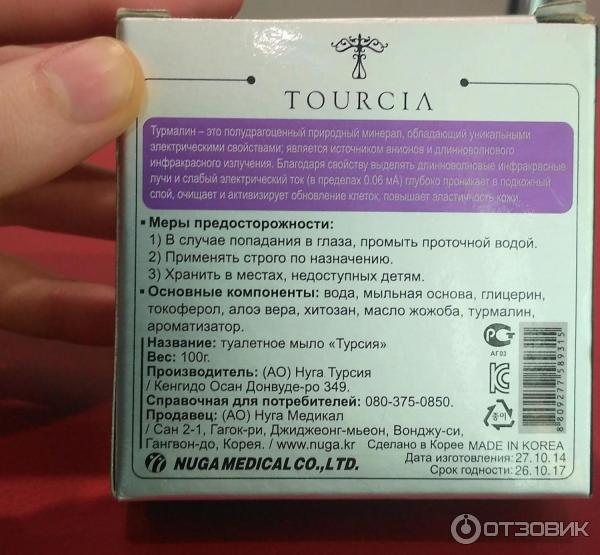 TOURCIA
Турмалин – это полудрагоценный природный минерал, обладающий уникальными
электрическими свойствами; является источником анионов и длинноволнового
инфракрасного излучения. Благодаря свойству выделять длинноволновые инфракрасные
лучи и слабый электрический ток (в пределах 0.06 мА) глубоко проникает в подкожный
слой, очищает и активизирует обновление клеток, повышает эластичность кожи.
▪ Меры предосторожности:
1) В случае попадания в глаза, промыть проточной водой.
2) Применять строго по назначению.
3) Хранить в местах, недоступных детям.
▪ Основные компоненты: вода, мыльная основа, глицерин,
токоферол, алоэ вера, хитозан, масло жожоба, турмалин,
ароматизатор.
Название: туалетное мыло «Турсия»
Вес: 100г.
Производитель: (АО) Нуга Турсия
/ Кенгидо Осан Донвуде-ро 349.
Справочная для потребителей: 080-375-0850.
Продавец: (АО) Нуга Медикал
/ Сан 2-1, Гагок-ри, Джиджеонг-мьеон, Вонджу-си,
Гангвон-до, Корея. / www.nuga.kr Сделано в Корее MADE IN KOREA
Дата изготовления: 27.10.14
Срок годности: 26.10.17
NUGA MEDICAL CO., LTD.
АГ03
종이
8809277589315
ОТЗОВИК